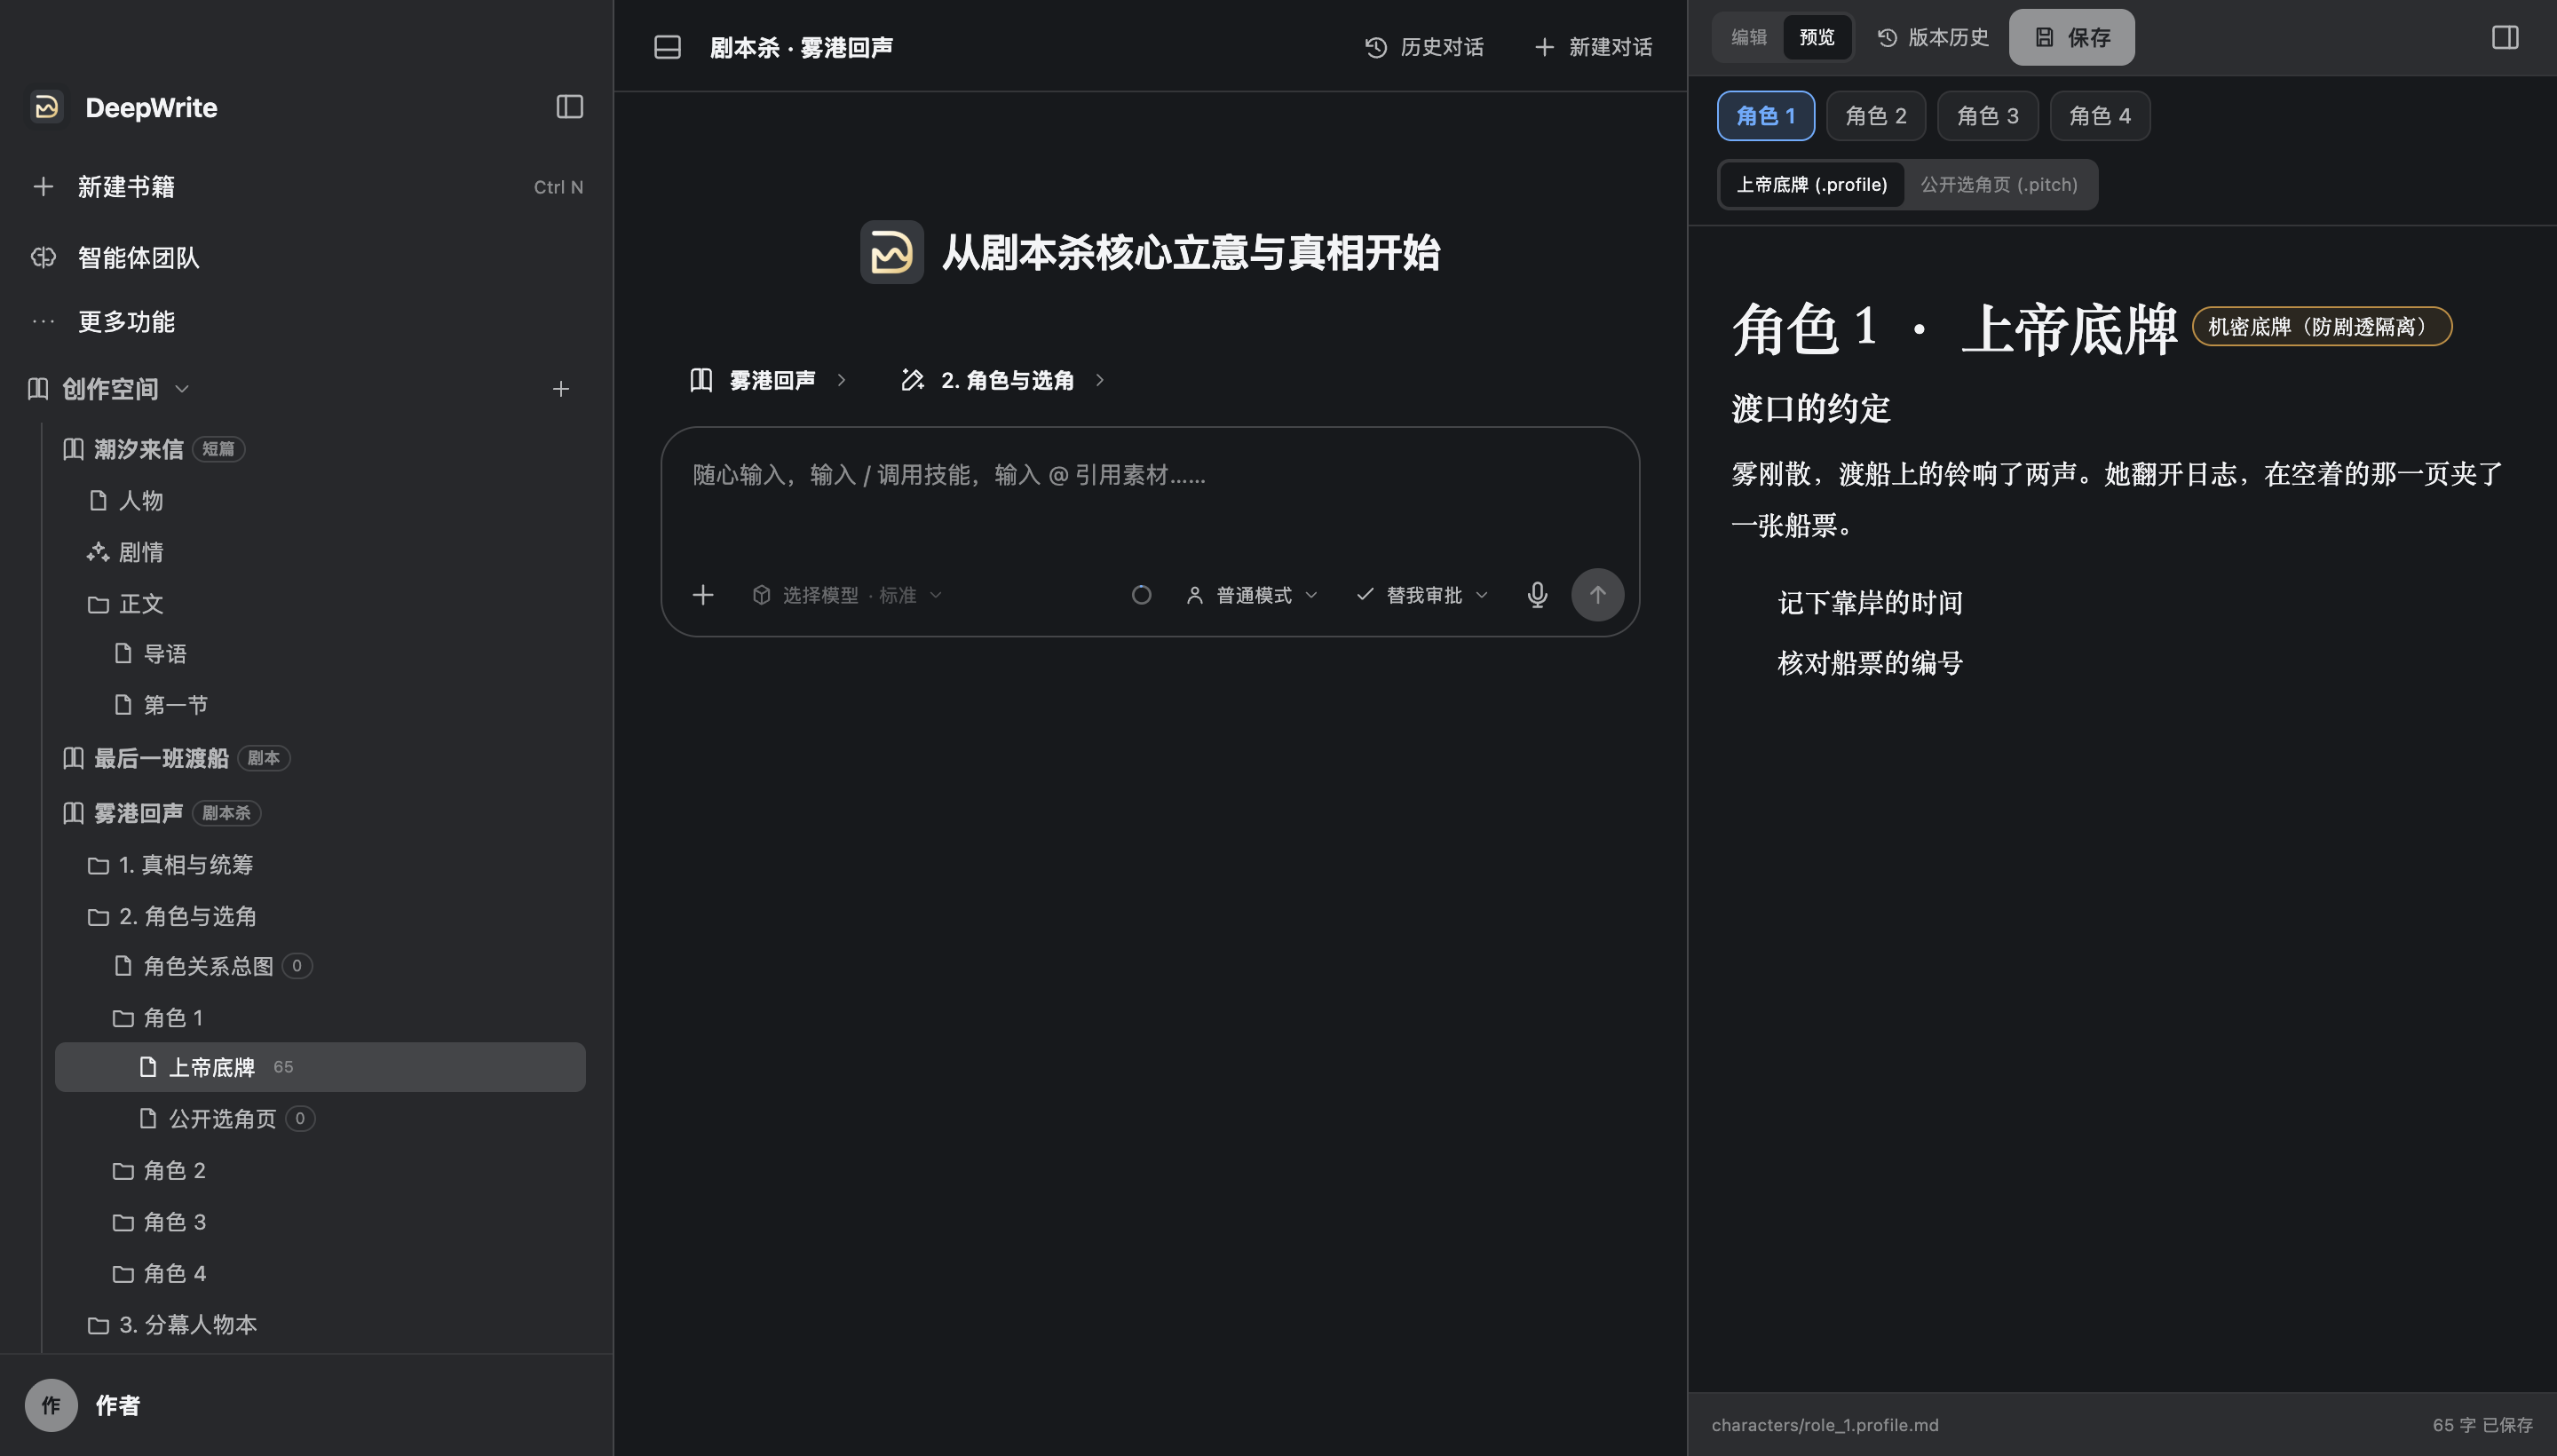 DeepWrite
新建书籍
Ctrl N
智能体团队
更多功能
创作空间
潮汐来信 短篇
人物
剧情
正文
导语
第一节
最后一班渡船 剧本
雾港回声 剧本杀
1. 真相与统筹
2. 角色与选角
角色关系总图 0
角色 1
上帝底牌 65
公开选角页 0
角色 2
角色 3
角色 4
3. 分幕人物本
作 作者
剧本杀 · 雾港回声
历史对话
新建对话
从剧本杀核心立意与真相开始
雾港回声
2. 角色与选角
随心输入，输入 / 调用技能，输入 @ 引用素材……
选择模型 · 标准
普通模式
替我审批
编辑 预览 版本历史 保存
角色 1 角色 2 角色 3 角色 4
上帝底牌 (.profile) 公开选角页 (.pitch)
角色 1 · 上帝底牌 机密底牌（防剧透隔离）
渡口的约定
雾刚散，渡船上的铃响了两声。她翻开日志，在空着的那一页夹了
一张船票。
记下靠岸的时间
核对船票的编号
characters/role_1.profile.md
65 字 已保存